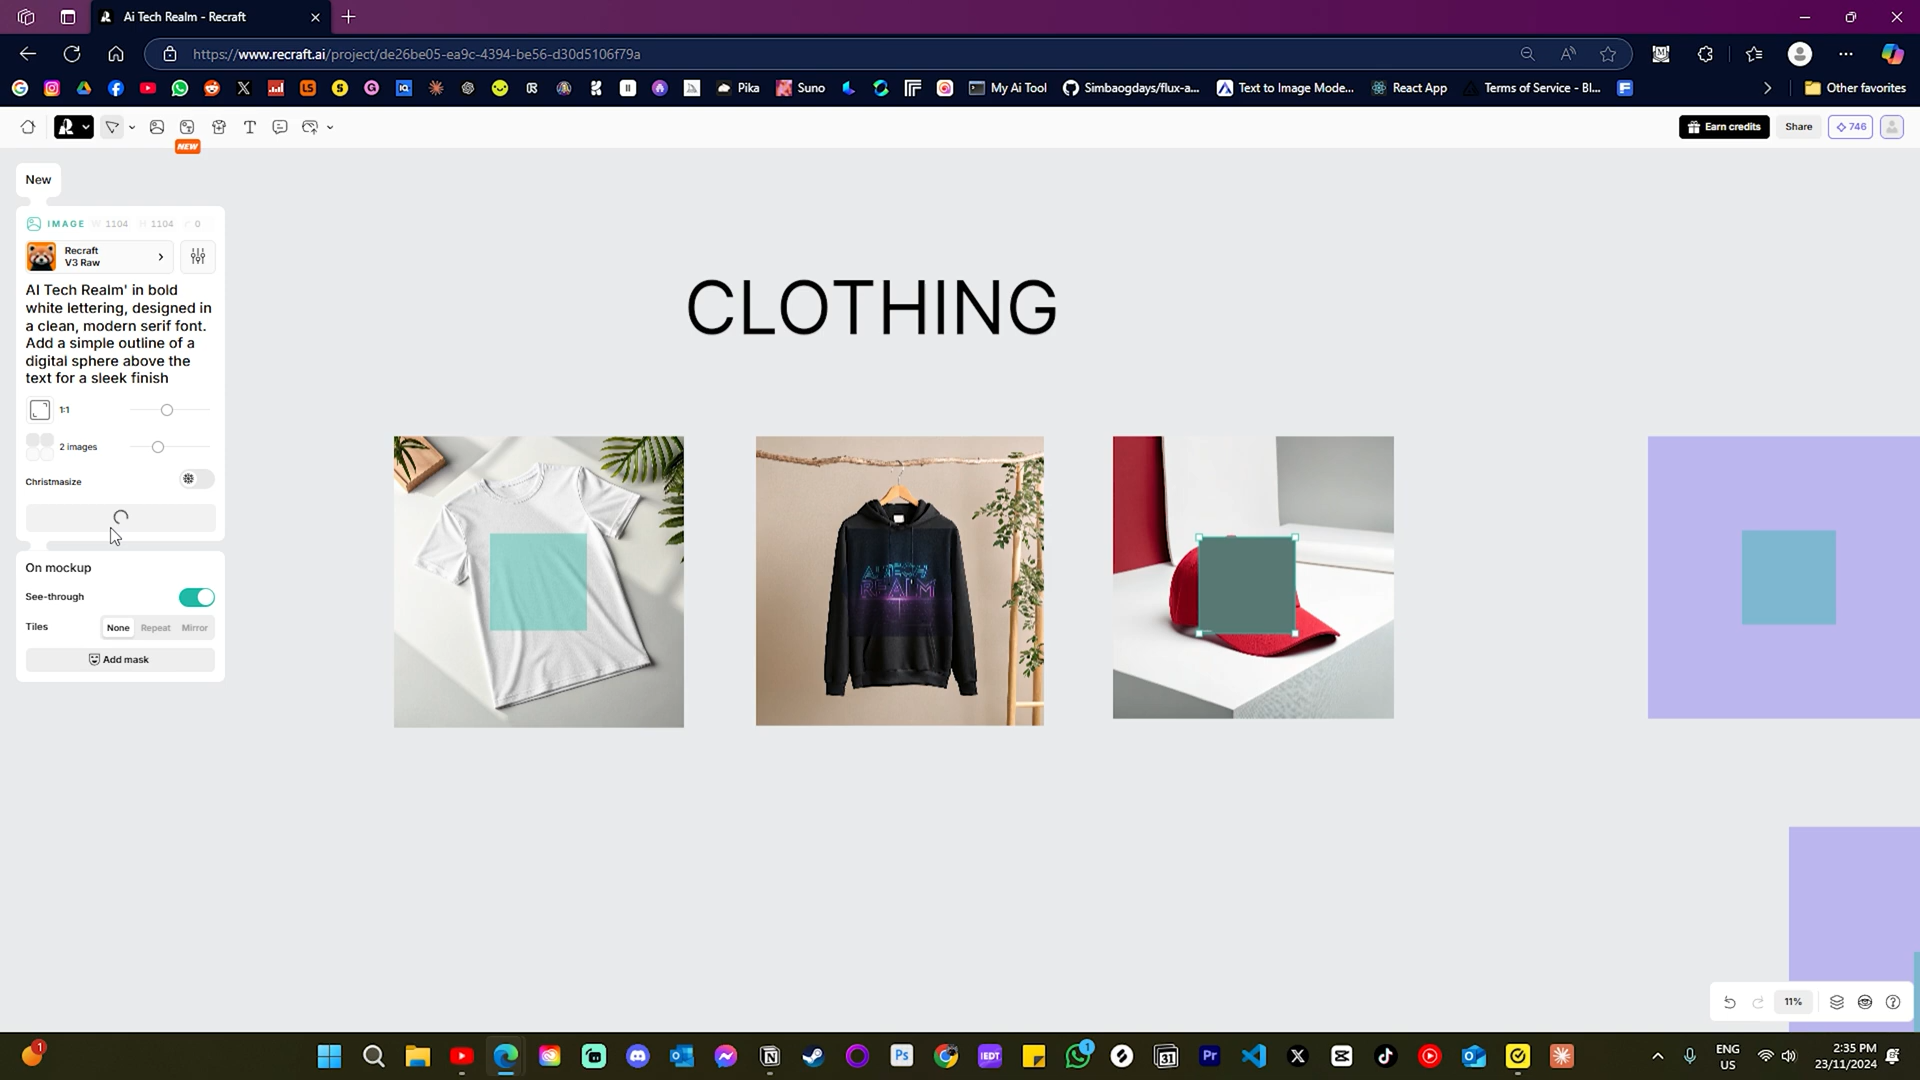 Ai Tech Realm - Recraft
https://www.recraft.ai/project/de26be05-ea9c-4394-be56-d30d5106f79a
Pika
Suno
My Ai Tool
Simbaogdays/flux-a...
Text to Image Mode...
React App
Terms of Service - Bl...
Other favorites
NEW
Earn credits
Share
746
New
IMAGE W 1104 H 1104 0
Recraft
V3 Raw
AI Tech Realm' in bold
white lettering, designed in
a clean, modern serif font.
Add a simple outline of a
digital sphere above the
text for a sleek finish
1:1
2 images
Christmasize
On mockup
See-through
Tiles
None
Repeat
Mirror
Add mask
CLOTHING
REALM
11%
ENG
US
2:35 PM
23/11/2024